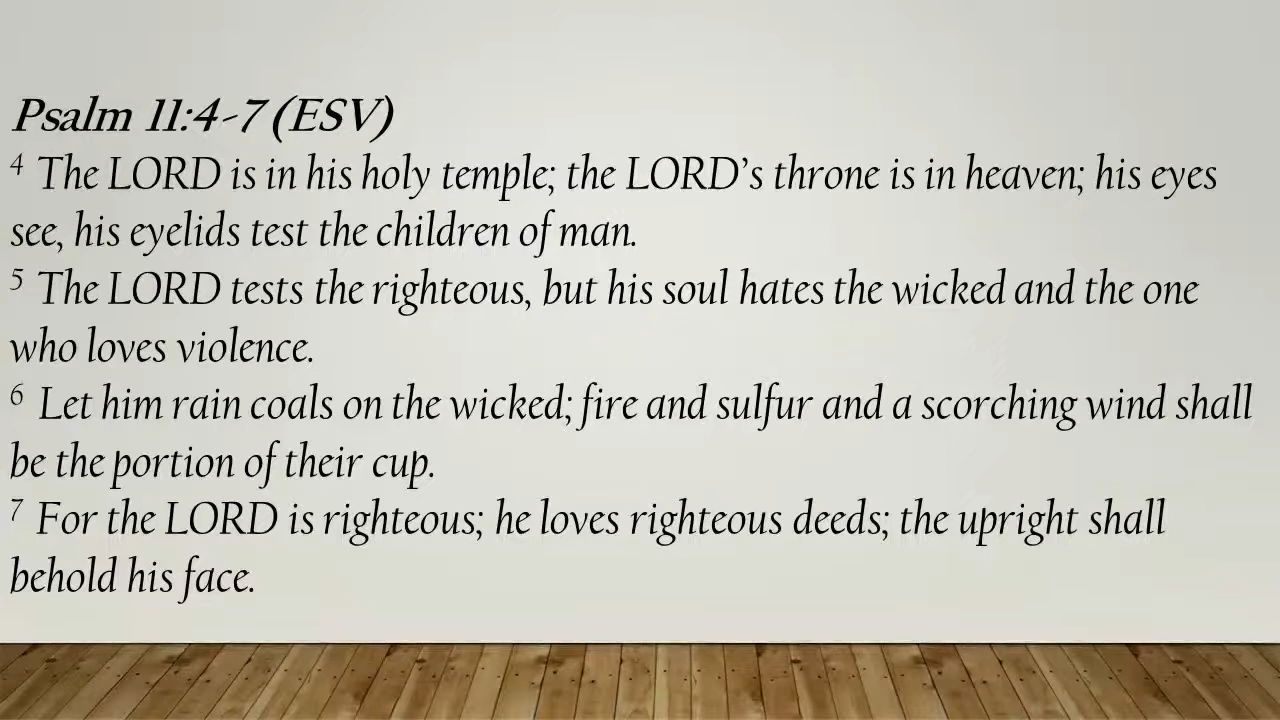 Psalm 11:4-7 (ESV)
4 The LORD is in his holy temple; the LORD’s throne is in heaven; his eyes
see, his eyelids test the children of man.
5 The LORD tests the righteous, but his soul hates the wicked and the one
who loves violence.
6 Let him rain coals on the wicked; fire and sulfur and a scorching wind shall
be the portion of their cup.
7 For the LORD is righteous; he loves righteous deeds; the upright shall
behold his face.